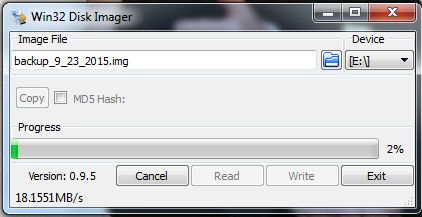 Win32 Disk Imager
Image File
Device
backup_9_23_2015.img
[E:\]
Copy
MD5 Hash:
Progress
2%
Version: 0.9.5
Cancel
Read
Write
Exit
18.1551MB/s